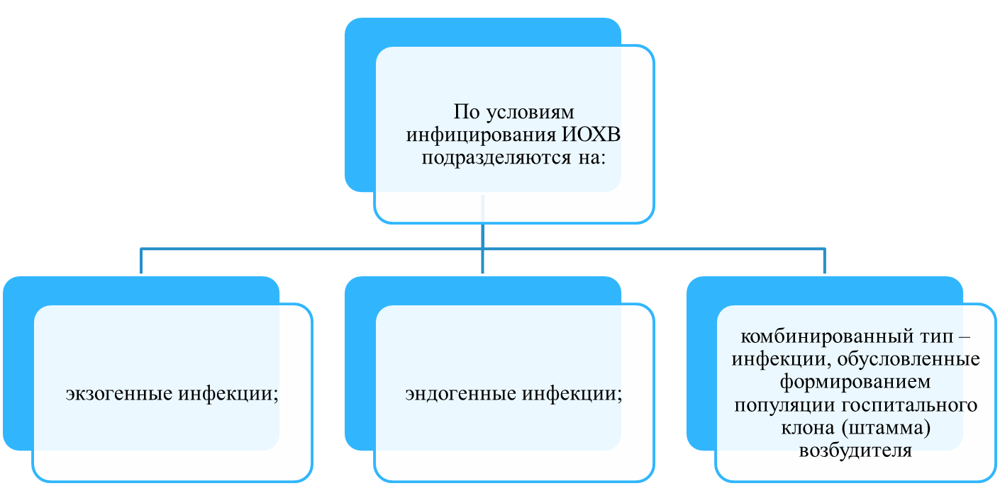 По условиям
инфицирования ИОХВ
подразделяются на:
экзогенные инфекции;
эндогенные инфекции;
комбинированный тип –
инфекции, обусловленные
формированием
популяции госпитального
клона (штамма)
возбудителя